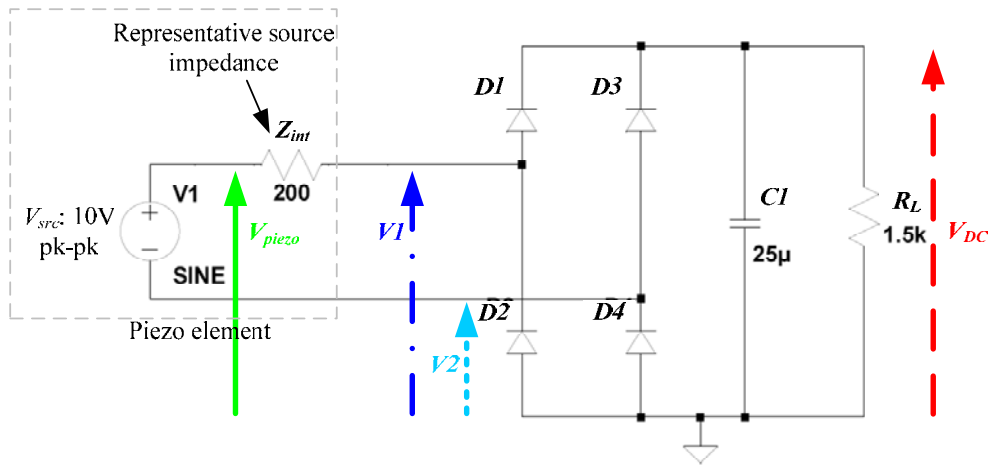 Representative source
impedance
Zint
200
V1
Vsrc: 10V
pk-pk
SINE
Vpiezo
Piezo element
V1
V2
D1
D3
D2
D4
C1
25µ
RL
1.5k
VDC